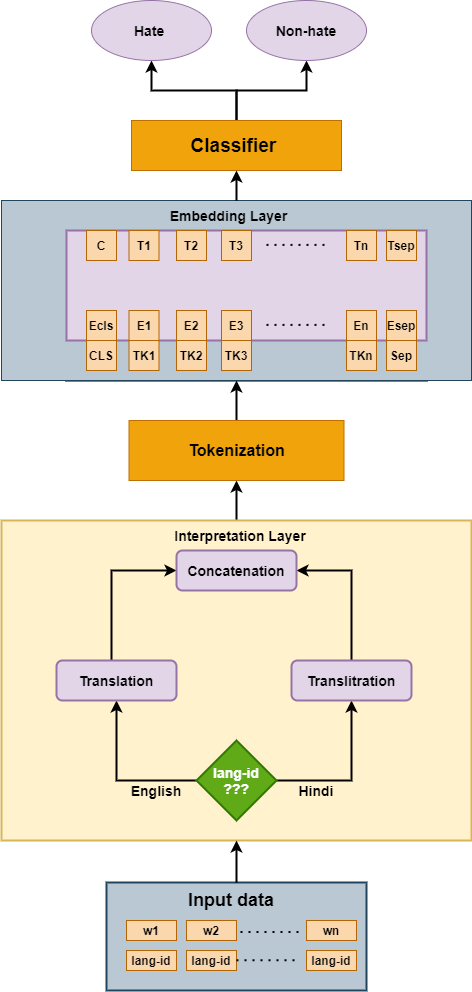 Hate Non-hate
Classifier
Embedding Layer
C T1 T2 T3 ········ Tn Tsep
Ecls E1 E2 E3 ········ En Esep
CLS TK1 TK2 TK3 TKn Sep
Tokenization
Interpretation Layer
Concatenation
Translation Translitration
lang-id
???
English Hindi
Input data
w1 w2 ········ wn
lang-id lang-id ········ lang-id